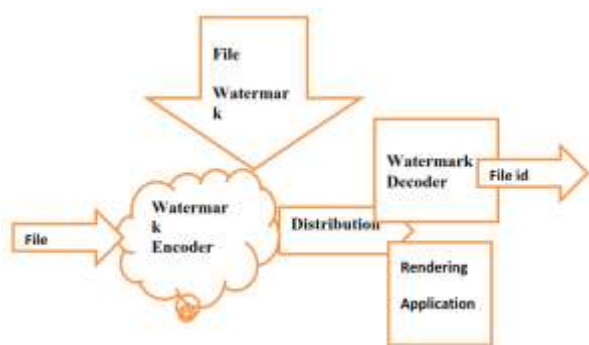 File
Watermar
k
Watermark
Decoder
File id
Watermar
k
Encoder
Distribution
File
Rendering
Application